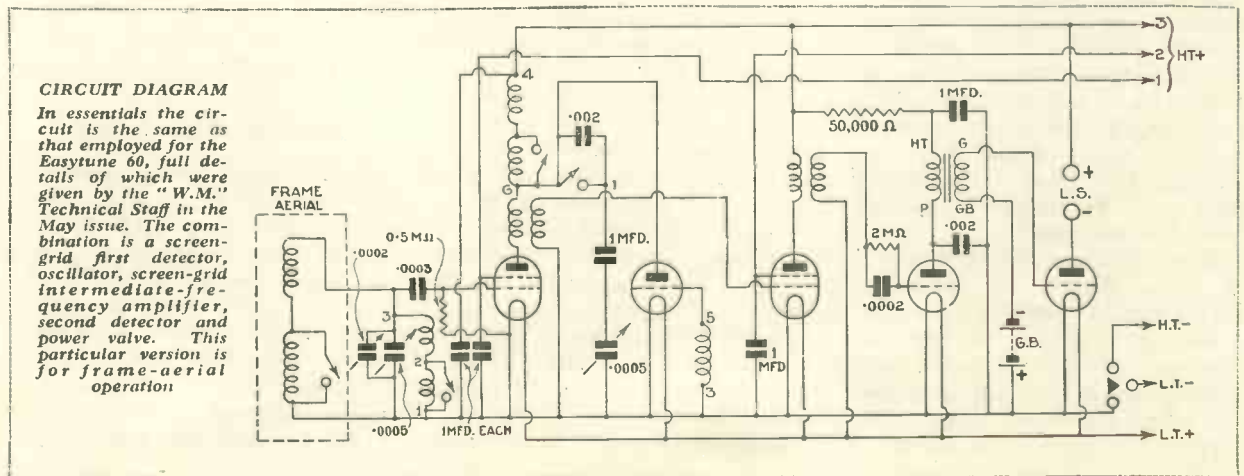 CIRCUIT DIAGRAM
In essentials the cir-
cuit is the same as
that employed for the
Easytune 60, full de-
tails of which were
given by the "W.M."
Technical Staff in the
May issue. The com-
bination is a screen-
grid first detector,
oscillator, screen-grid
intermediate-fre-
quency amplifier,
second detector and
power valve. This
particular version is
for frame-aerial
operation
FRAME
AERIAL
.0002
0.5MΩ
.0003
3
2
1
.0005
1MFD. EACH
4
6
.002
1
1MFD.
.0005
5
3
1
MFD
50,000 Ω
1MFD.
HT
G
P
GB
2MΩ
.0002
.002
G.B.
-
+
+
L.S.
-
3
2
1
HT+
H.T.-
L.T.-
L.T.+